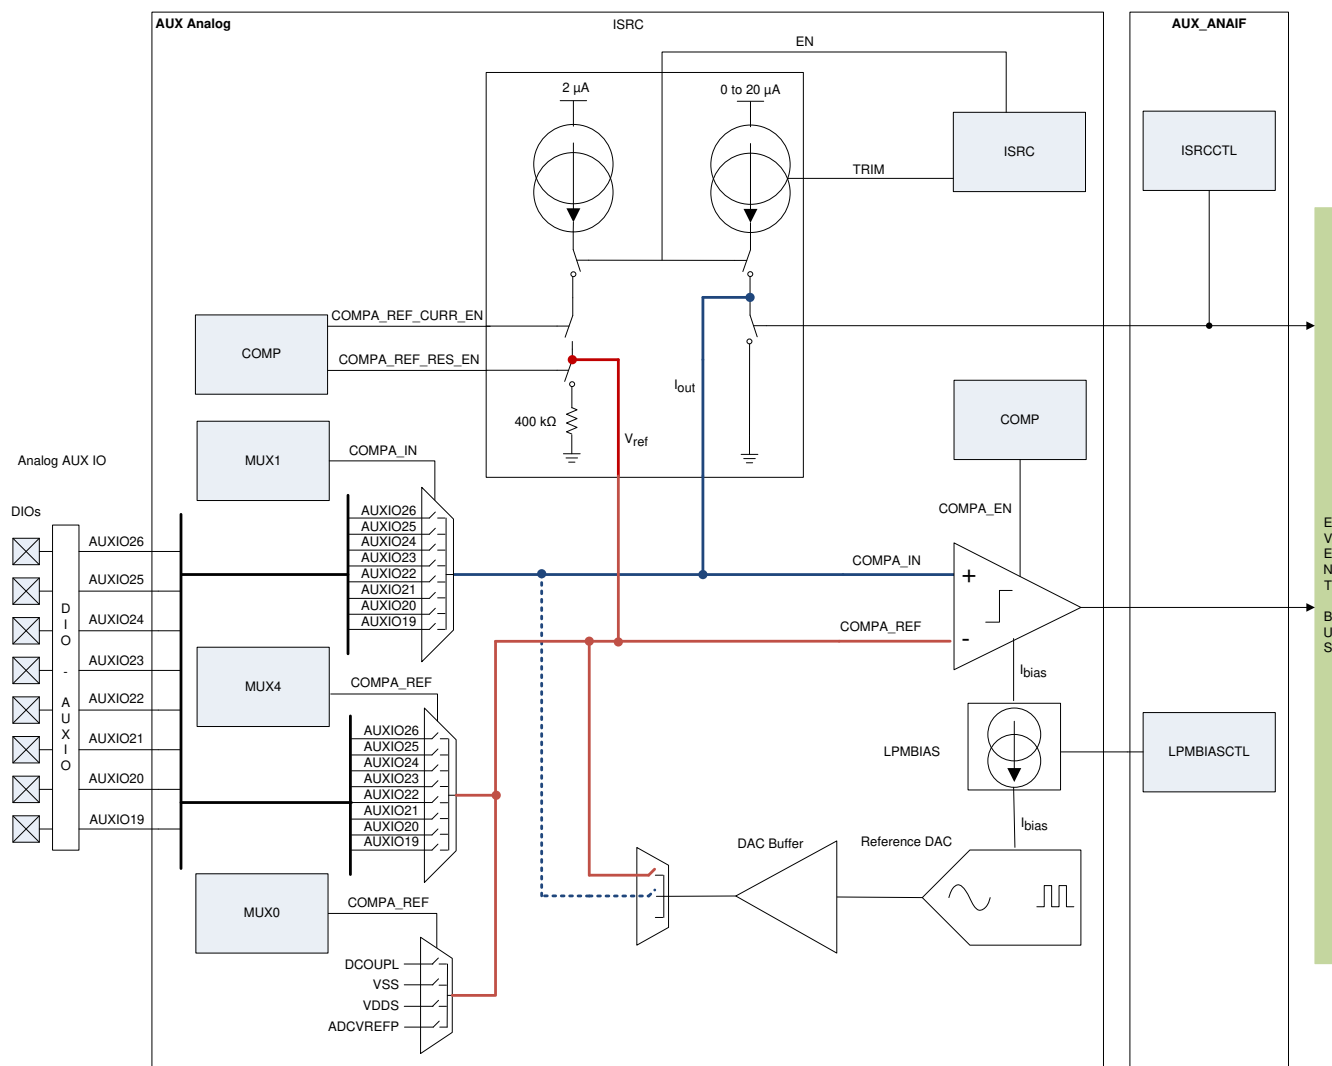 AUX Analog
ISRC
AUX_ANAIF
EN
2 µA
0 to 20 µA
ISRC
TRIM
ISRCCTL
COMPA_REF_CURR_EN
COMP
COMPA_REF_RES_EN
Iout
400 kΩ
Vref
COMP
COMPA_EN
MUX1
COMPA_IN
Analog AUX IO
DIOs
AUXIO26
AUXIO25
AUXIO24
AUXIO23
AUXIO22
AUXIO21
AUXIO20
AUXIO19
DIO - AUXIO
AUXIO26
AUXIO25
AUXIO24
AUXIO23
AUXIO22
AUXIO21
AUXIO20
AUXIO19
COMPA_IN
+
COMPA_REF
-
EVENT BUS
MUX4
COMPA_REF
AUXIO26
AUXIO25
AUXIO24
AUXIO23
AUXIO22
AUXIO21
AUXIO20
AUXIO19
Ibias
LPMBIAS
LPMBIASCTL
Ibias
DAC Buffer
Reference DAC
MUX0
COMPA_REF
DCOUPL
VSS
VDDS
ADCVREFP